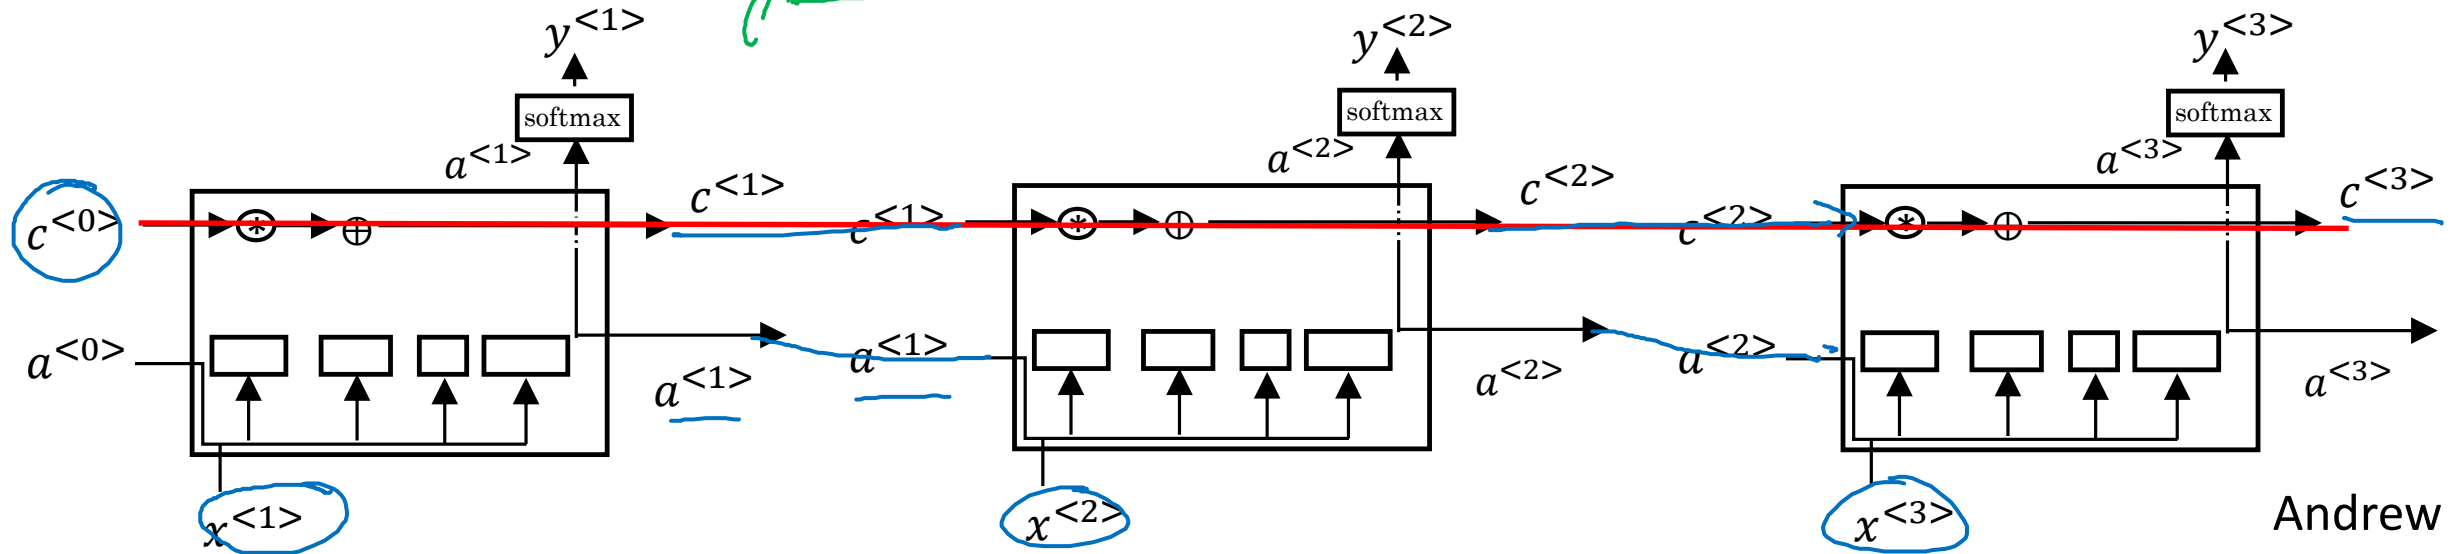 y<1> y<2> y<3>
softmax softmax softmax
a<1> a<2> a<3>
c<0> c<1> c<1> c<2> c<2> c<3>
* ⊕ * ⊕ * ⊕
a<0> a<1> a<1> a<2> a<2> a<3>
x<1> x<2> x<3>
Andrew